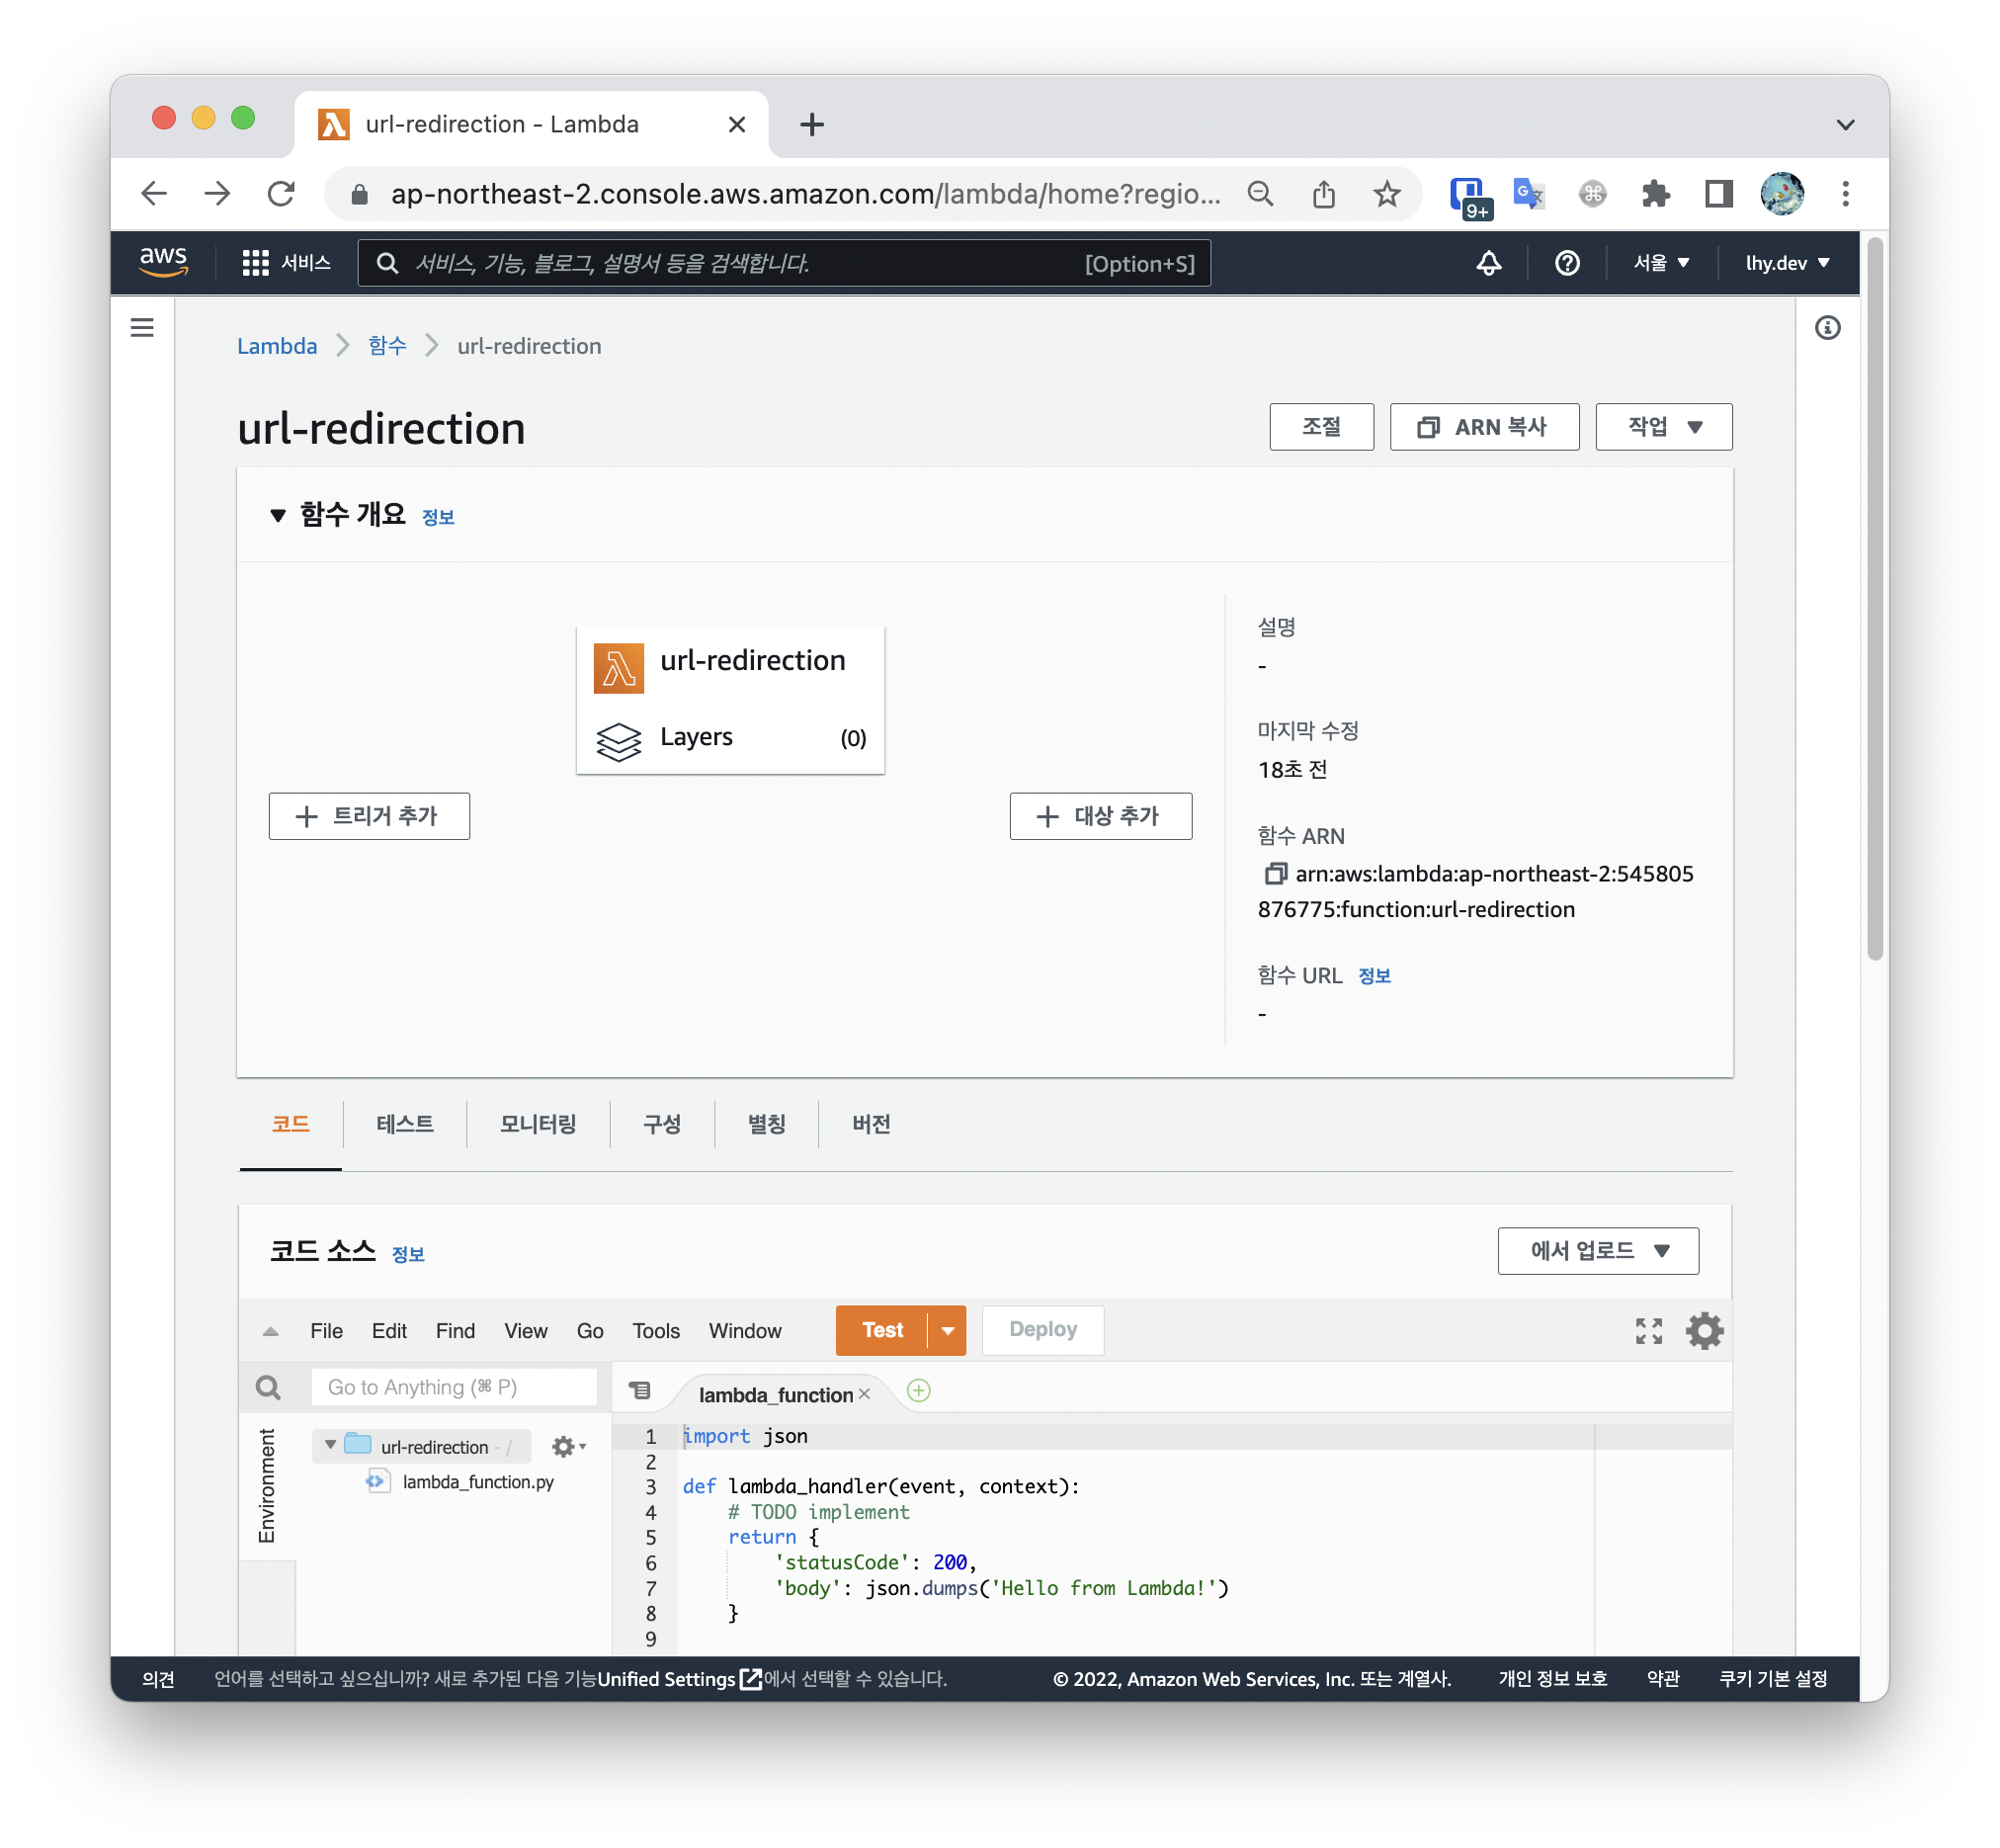 url-redirection - Lambda
ap-northeast-2.console.aws.amazon.com/lambda/home?regio...
9+
aws
서비스
서비스, 기능, 블로그, 설명서 등을 검색합니다.
[Option+S]
서울
lhy.dev
Lambda
함수
url-redirection
url-redirection
조절
ARN 복사
작업
함수 개요 정보
url-redirection
Layers
(0)
트리거 추가
대상 추가
설명
-
마지막 수정
18초 전
함수 ARN
arn:aws:lambda:ap-northeast-2:545805
876775:function:url-redirection
함수 URL 정보
-
코드
테스트
모니터링
구성
별칭
버전
코드 소스 정보
에서 업로드
File
Edit
Find
View
Go
Tools
Window
Test
Deploy
Go to Anything (⌘ P)
lambda_function
Environment
url-redirection - /
lambda_function.py
1 import json
2
3 def lambda_handler(event, context):
4 # TODO implement
5 return {
6 'statusCode': 200,
7 'body': json.dumps('Hello from Lambda!')
8 }
9
의견
언어를 선택하고 싶으십니까? 새로 추가된 다음 기능Unified Settings에서 선택할 수 있습니다.
© 2022, Amazon Web Services, Inc. 또는 계열사.
개인 정보 보호
약관
쿠키 기본 설정